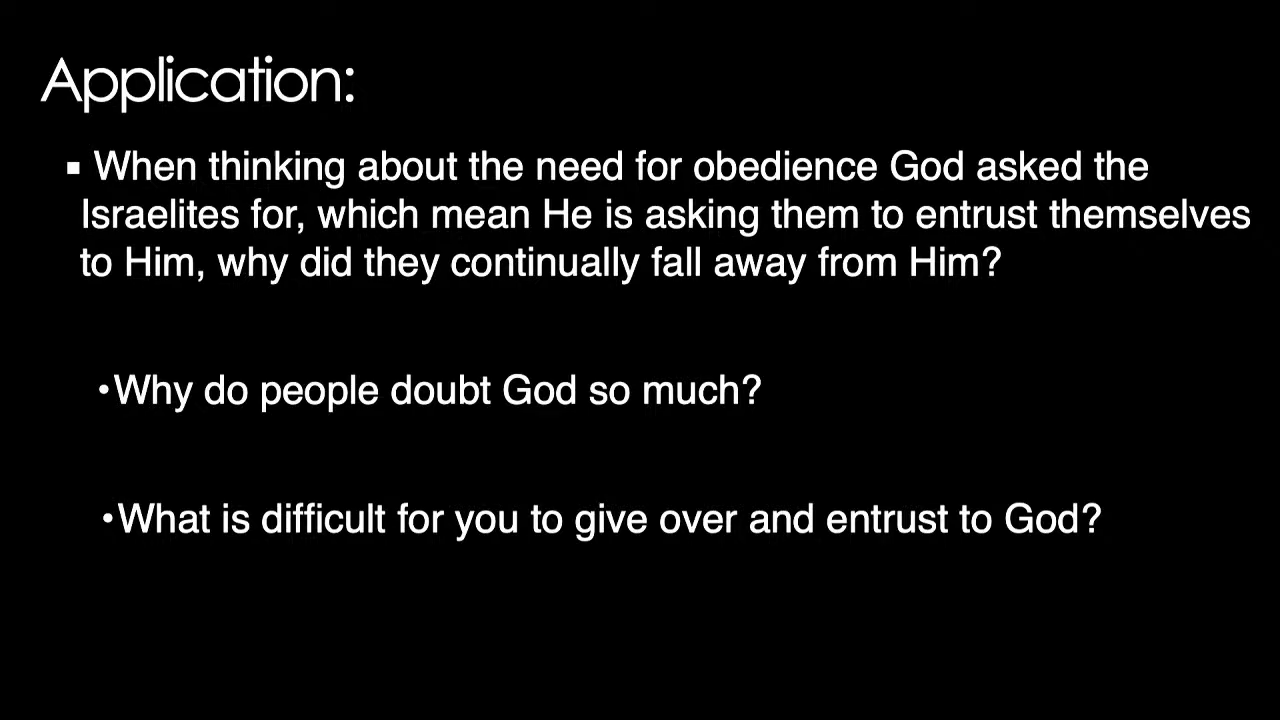 Application:
▪ When thinking about the need for obedience God asked the
Israelites for, which mean He is asking them to entrust themselves
to Him, why did they continually fall away from Him?
•Why do people doubt God so much?
•What is difficult for you to give over and entrust to God?